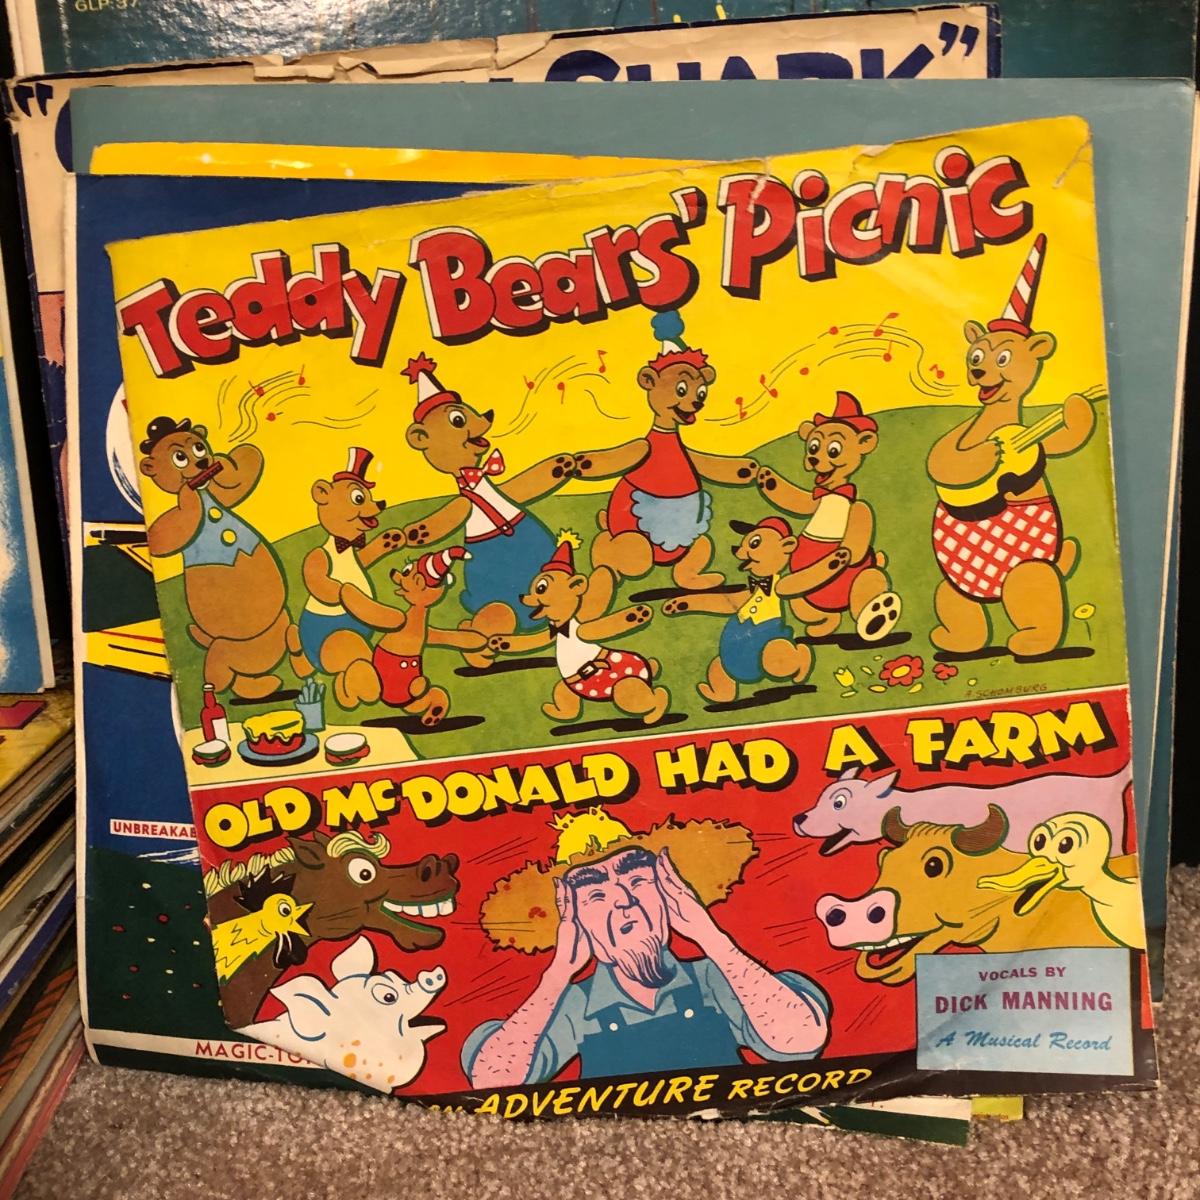 GLP-37
SHARK"
Teddy Bears' Picnic
A. SCHOMBURG
OLD McDONALD HAD A FARM
UNBREAKAB
VOCALS BY
DICK MANNING
A Musical Record
MAGIC-TO
AN ADVENTURE RECORD